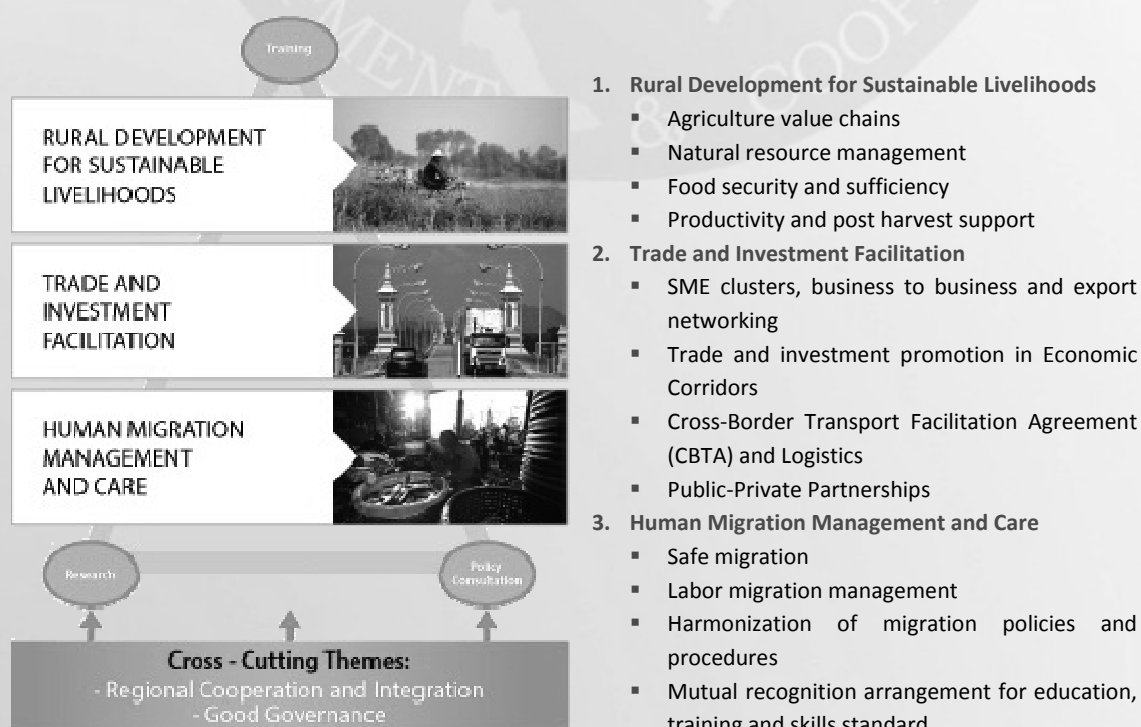 Training
RURAL DEVELOPMENT
FOR SUSTAINABLE
LIVELIHOODS
TRADE AND
INVESTMENT
FACILITATION
HUMAN MIGRATION
MANAGEMENT
AND CARE
Research
Policy
Consultation
Cross - Cutting Themes:
- Regional Cooperation and Integration
- Good Governance
1. Rural Development for Sustainable Livelihoods
▪ Agriculture value chains
▪ Natural resource management
▪ Food security and sufficiency
▪ Productivity and post harvest support
2. Trade and Investment Facilitation
▪ SME clusters, business to business and export
networking
▪ Trade and investment promotion in Economic
Corridors
▪ Cross-Border Transport Facilitation Agreement
(CBTA) and Logistics
▪ Public-Private Partnerships
3. Human Migration Management and Care
▪ Safe migration
▪ Labor migration management
▪ Harmonization of migration policies and
procedures
▪ Mutual recognition arrangement for education,
training and skills standard